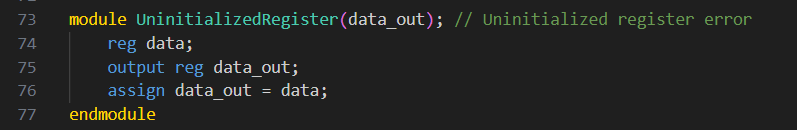 73 module UninitializedRegister(data_out); // Uninitialized register error
74 reg data;
75 output reg data_out;
76 assign data_out = data;
77 endmodule